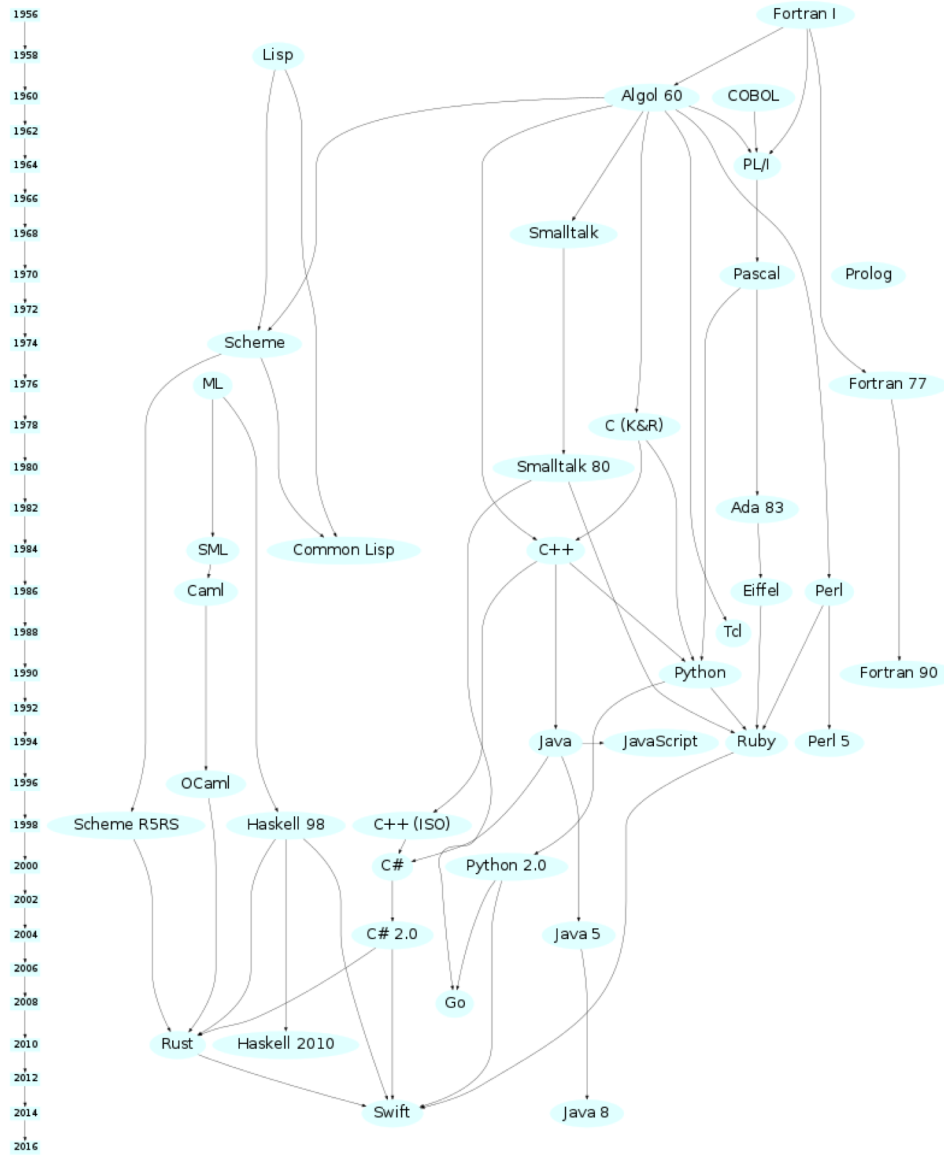 1956
Fortran I
1958
Lisp
1960
Algol 60
COBOL
1962
1964
PL/I
1966
1968
Smalltalk
1970
Pascal
Prolog
1972
1974
Scheme
1976
ML
Fortran 77
1978
C (K&R)
1980
Smalltalk 80
1982
Ada 83
1984
SML
Common Lisp
C++
1986
Caml
Eiffel
Perl
1988
Tcl
1990
Python
Fortran 90
1992
1994
Java
JavaScript
Ruby
Perl 5
1996
OCaml
1998
Scheme R5RS
Haskell 98
C++ (ISO)
2000
C#
Python 2.0
2002
2004
C# 2.0
Java 5
2006
2008
Go
2010
Rust
Haskell 2010
2012
2014
Swift
Java 8
2016